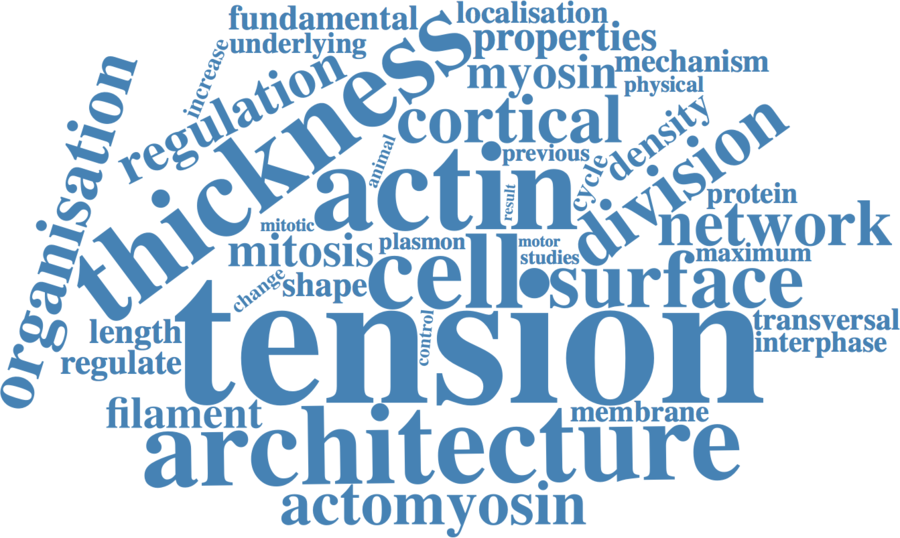 fundamental
localisation
underlying
properties
increase
thickness
myosin
mechanism
physical
organisation
regulation
cortical
density
division
animal
actin
previous
cycle
result
protein
mitotic
network
mitosis
plasmon
motor
studies
maximum
change
shape
cell
surface
tension
control
length
transversal
regulate
interphase
filament
membrane
architecture
actomyosin